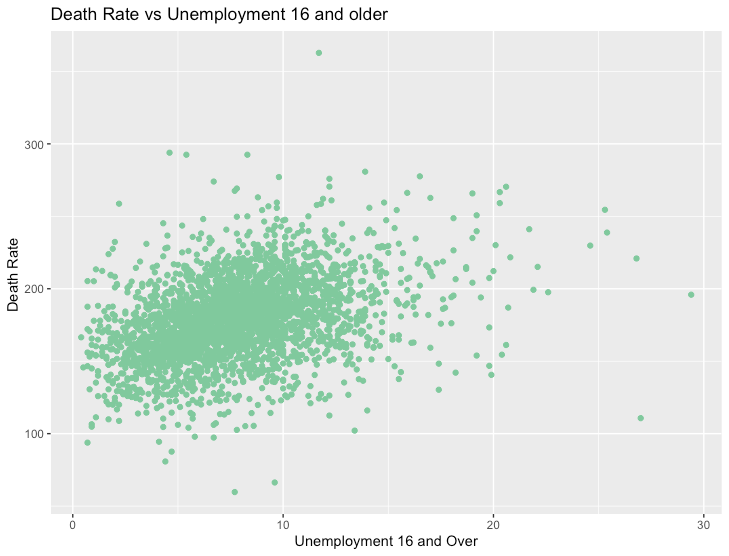 Death Rate vs Unemployment 16 and older
300
200
100
Death Rate
0 10 20 30
Unemployment 16 and Over